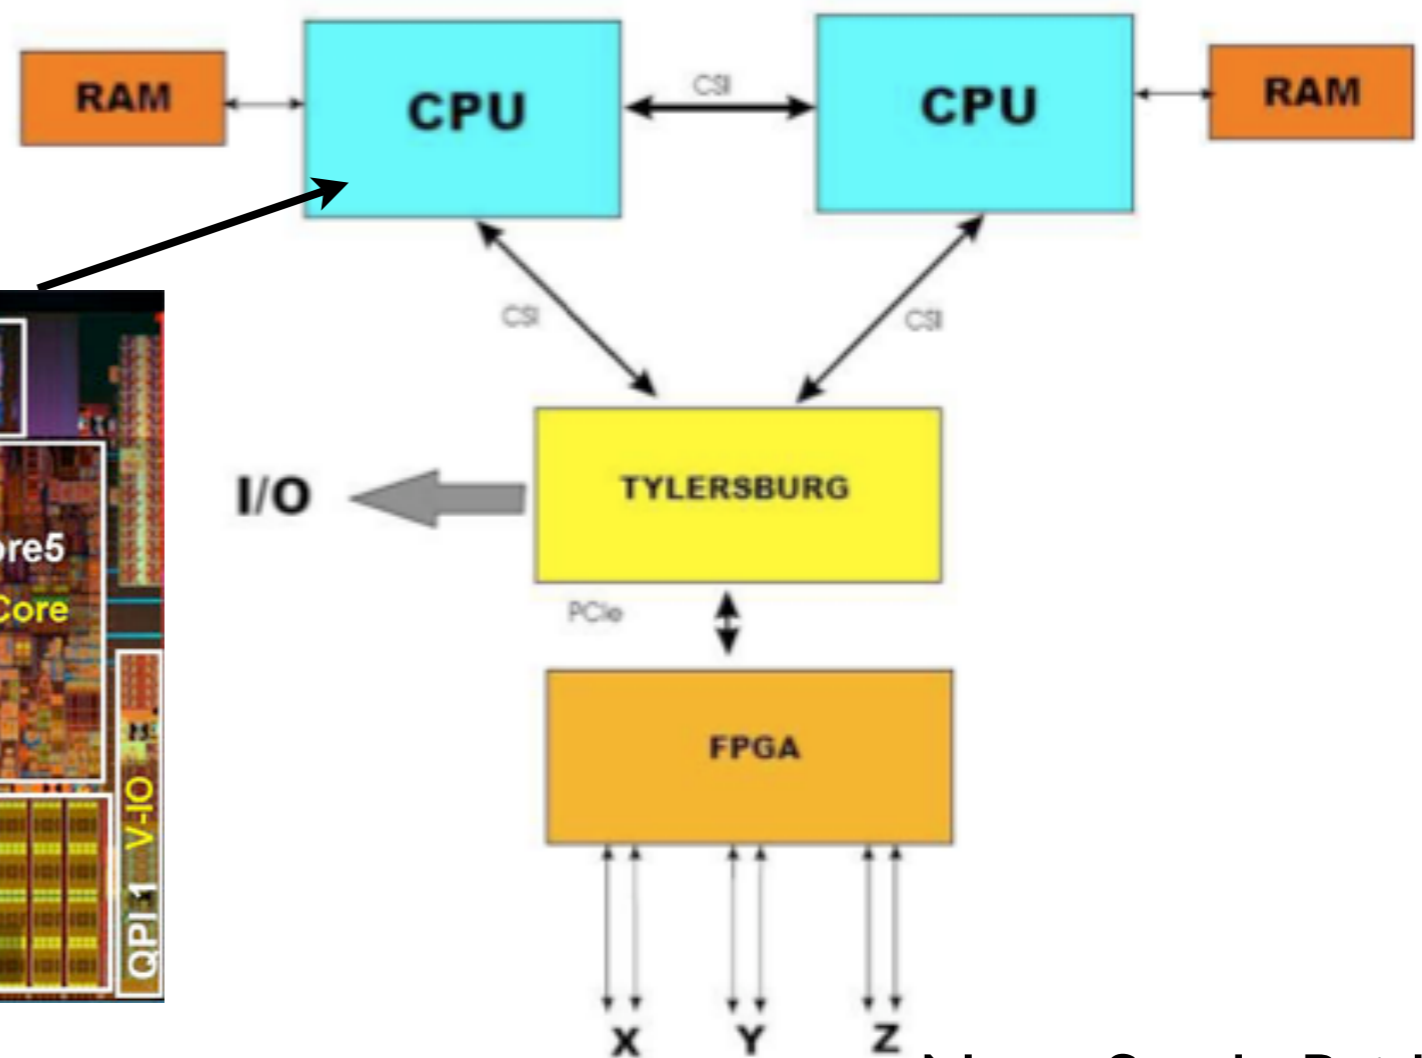 RAM
CPU
CSI
CPU
RAM
CSI
CSI
I/O
TYLERSBURG
ore5
Core
PCIe
FPGA
V-IO
QPI 1
X Y Z